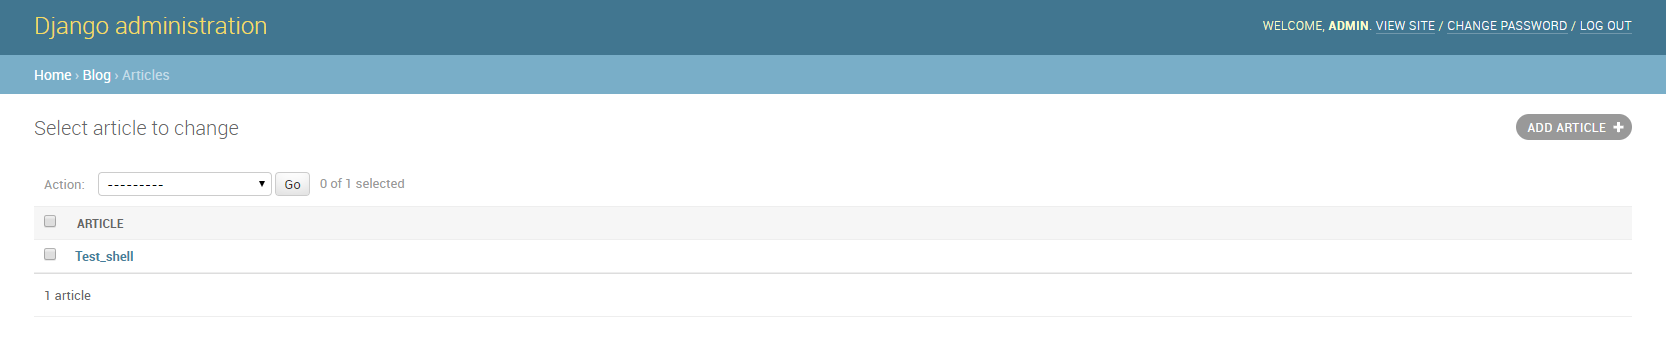 Django administration
WELCOME, ADMIN. VIEW SITE / CHANGE PASSWORD / LOG OUT
Home › Blog › Articles
Select article to change
ADD ARTICLE +
Action: --------- Go 0 of 1 selected
ARTICLE
Test_shell
1 article